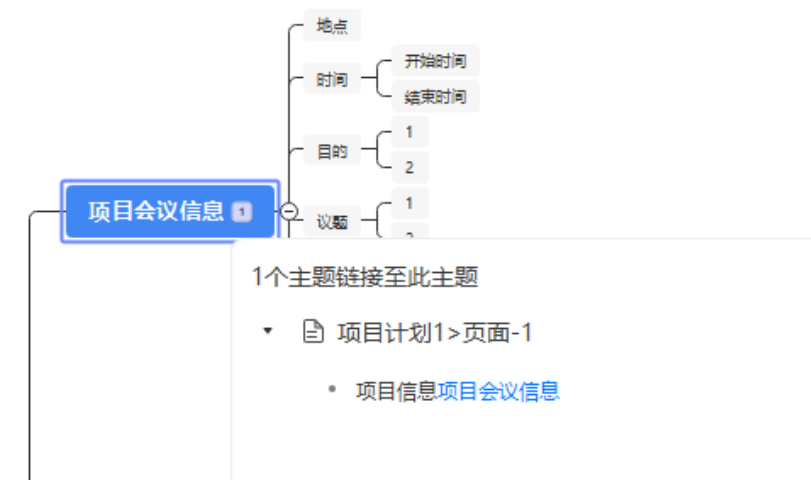 地点
时间
开始时间
结束时间
目的
1
2
项目会议信息 1
议题
1
1个主题链接至此主题
项目计划1>页面-1
项目信息项目会议信息